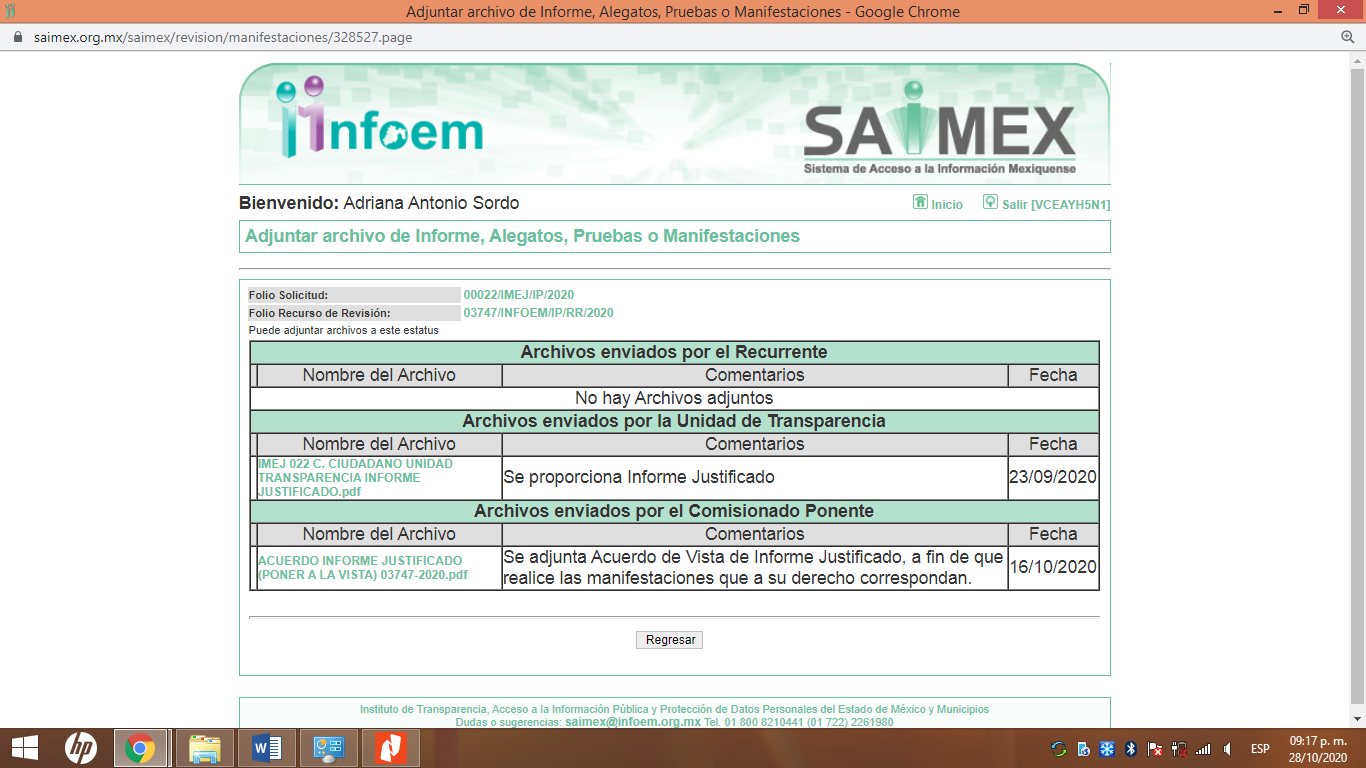 Adjuntar archivo de Informe, Alegatos, Pruebas o Manifestaciones - Google Chrome
saimex.org.mx/saimex/revision/manifestaciones/328527.page
infoem
SAIMEX
Sistema de Acceso a la Información Mexiquense
Bienvenido: Adriana Antonio Sordo
Inicio
Salir [VCEAYH5N1]
Adjuntar archivo de Informe, Alegatos, Pruebas o Manifestaciones
Folio Solicitud: 00022/IMEJ/IP/2020
Folio Recurso de Revisión: 03747/INFOEM/IP/RR/2020
Puede adjuntar archivos a este estatus
Archivos enviados por el Recurrente
Nombre del Archivo Comentarios Fecha
No hay Archivos adjuntos
Archivos enviados por la Unidad de Transparencia
Nombre del Archivo Comentarios Fecha
IMEJ 022 C. CIUDADANO UNIDAD
TRANSPARENCIA INFORME
JUSTIFICADO.pdf
Se proporciona Informe Justificado
23/09/2020
Archivos enviados por el Comisionado Ponente
Nombre del Archivo Comentarios Fecha
ACUERDO INFORME JUSTIFICADO
(PONER A LA VISTA) 03747-2020.pdf
Se adjunta Acuerdo de Vista de Informe Justificado, a fin de que
realice las manifestaciones que a su derecho correspondan.
16/10/2020
Regresar
Instituto de Transparencia, Acceso a la Información Pública y Protección de Datos Personales del Estado de México y Municipios
Dudas o sugerencias: saimex@infoem.org.mx Tel. 01 800 8210441 (01 722) 2261980
hp
ESP
09:17 p. m.
28/10/2020